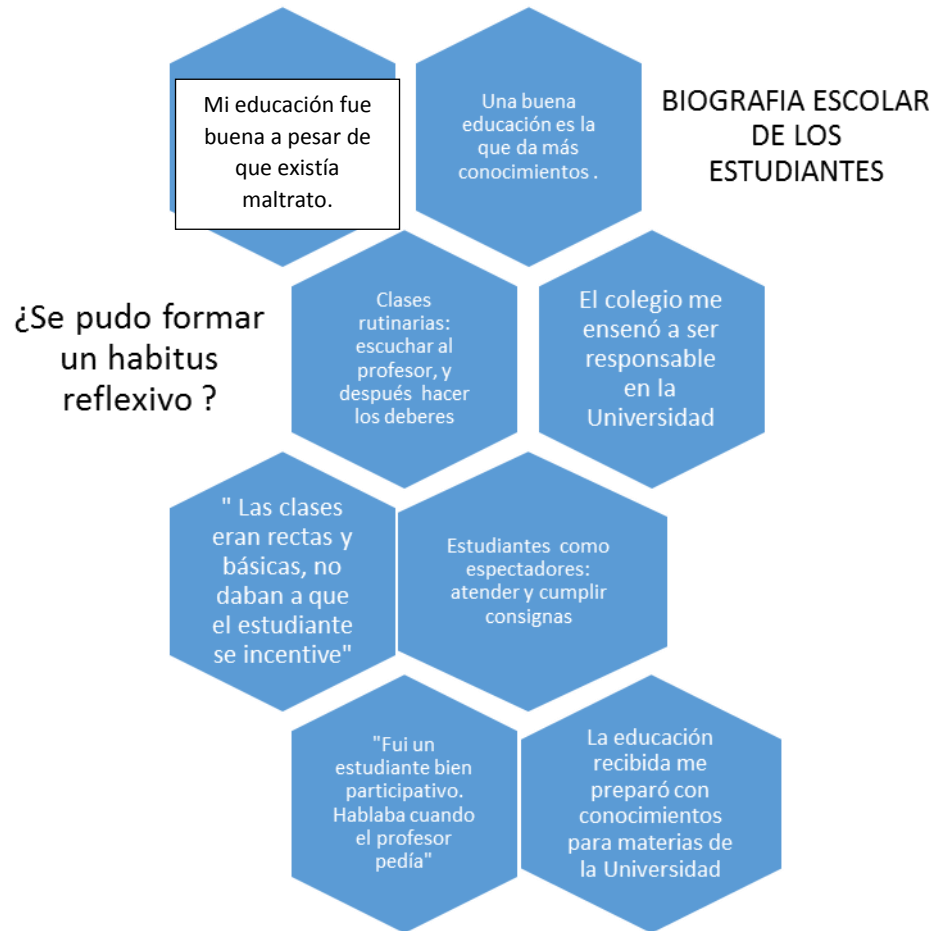 Mi educación fue
buena a pesar de
que existía
maltrato.
Una buena
educación es la
que da más
conocimientos .
BIOGRAFIA ESCOLAR
DE LOS
ESTUDIANTES
¿Se pudo formar
un habitus
reflexivo ?
Clases
rutinarias:
escuchar al
profesor, y
después hacer
los deberes
El colegio me
ensenó a ser
responsable
en la
Universidad
" Las clases
eran rectas y
básicas, no
daban a que
el estudiante
se incentive"
Estudiantes como
espectadores:
atender y cumplir
consignas
"Fui un
estudiante bien
participativo.
Hablaba cuando
el profesor
pedía"
La educación
recibida me
preparó con
conocimientos
para materias de
la Universidad